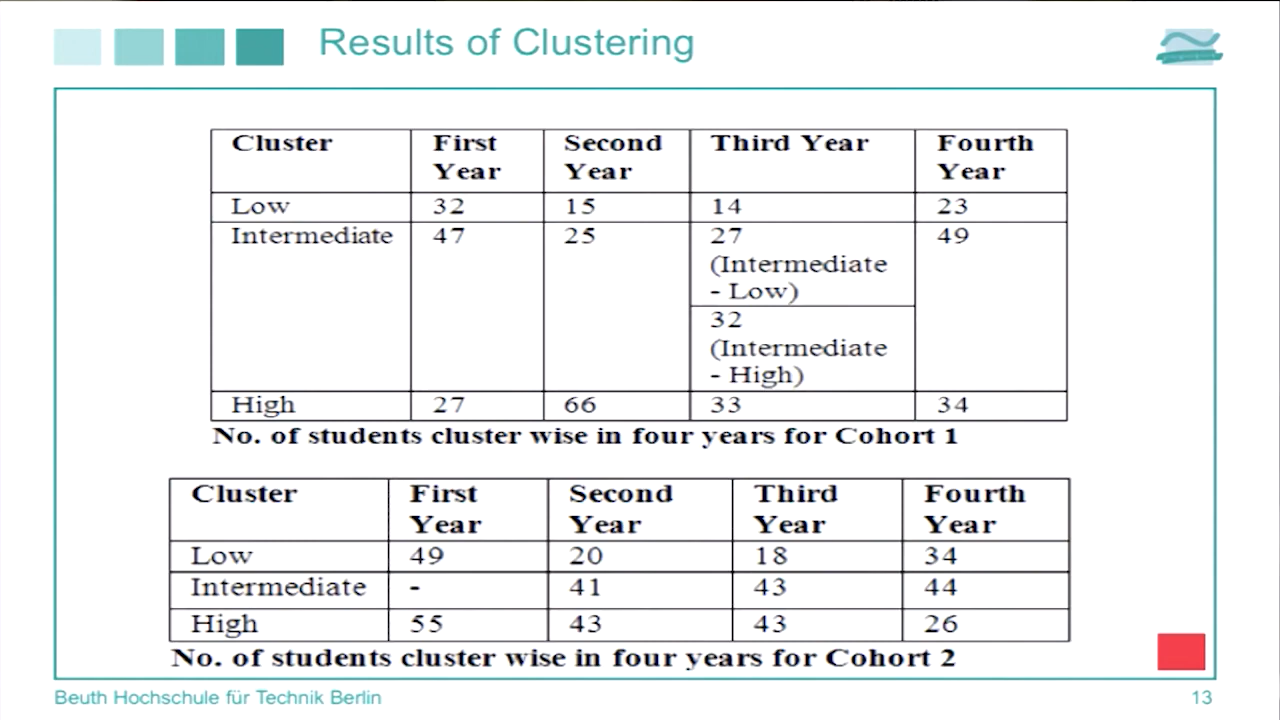 Results of Clustering
Cluster First Year Second Year Third Year Fourth Year
Low 32 15 14 23
Intermediate 47 25 27 (Intermediate - Low) 49
32 (Intermediate - High)
High 27 66 33 34
No. of students cluster wise in four years for Cohort 1
Cluster First Year Second Year Third Year Fourth Year
Low 49 20 18 34
Intermediate - 41 43 44
High 55 43 43 26
No. of students cluster wise in four years for Cohort 2
Beuth Hochschule für Technik Berlin 13